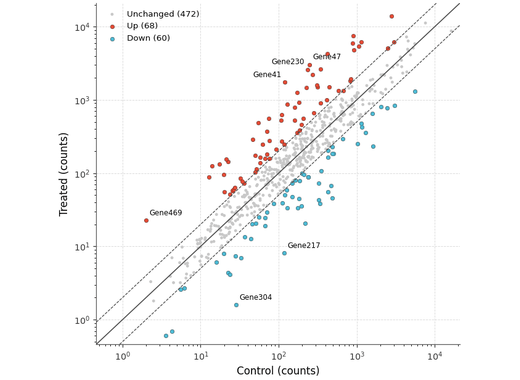 Unchanged (472)
Up (68)
Down (60)
Gene47
Gene230
Gene41
Gene469
Gene217
Gene304
10⁴
10³
10²
10¹
10⁰
10⁰
10¹
10²
10³
10⁴
Treated (counts)
Control (counts)